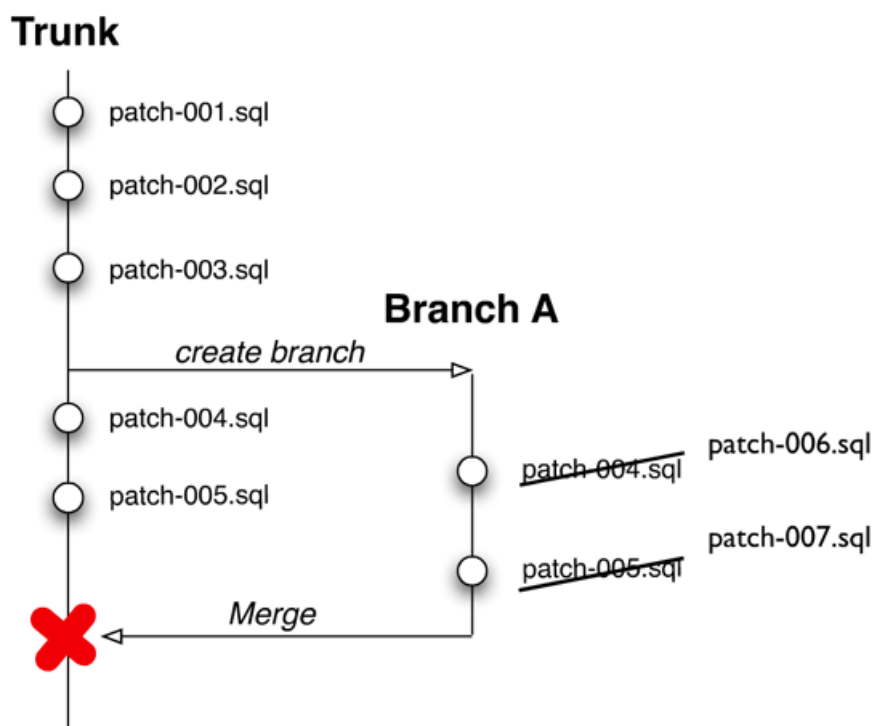 Trunk
patch-001.sql
patch-002.sql
patch-003.sql
Branch A
create branch
patch-004.sql
patch-005.sql
patch-004.sql
patch-006.sql
patch-005.sql
patch-007.sql
Merge